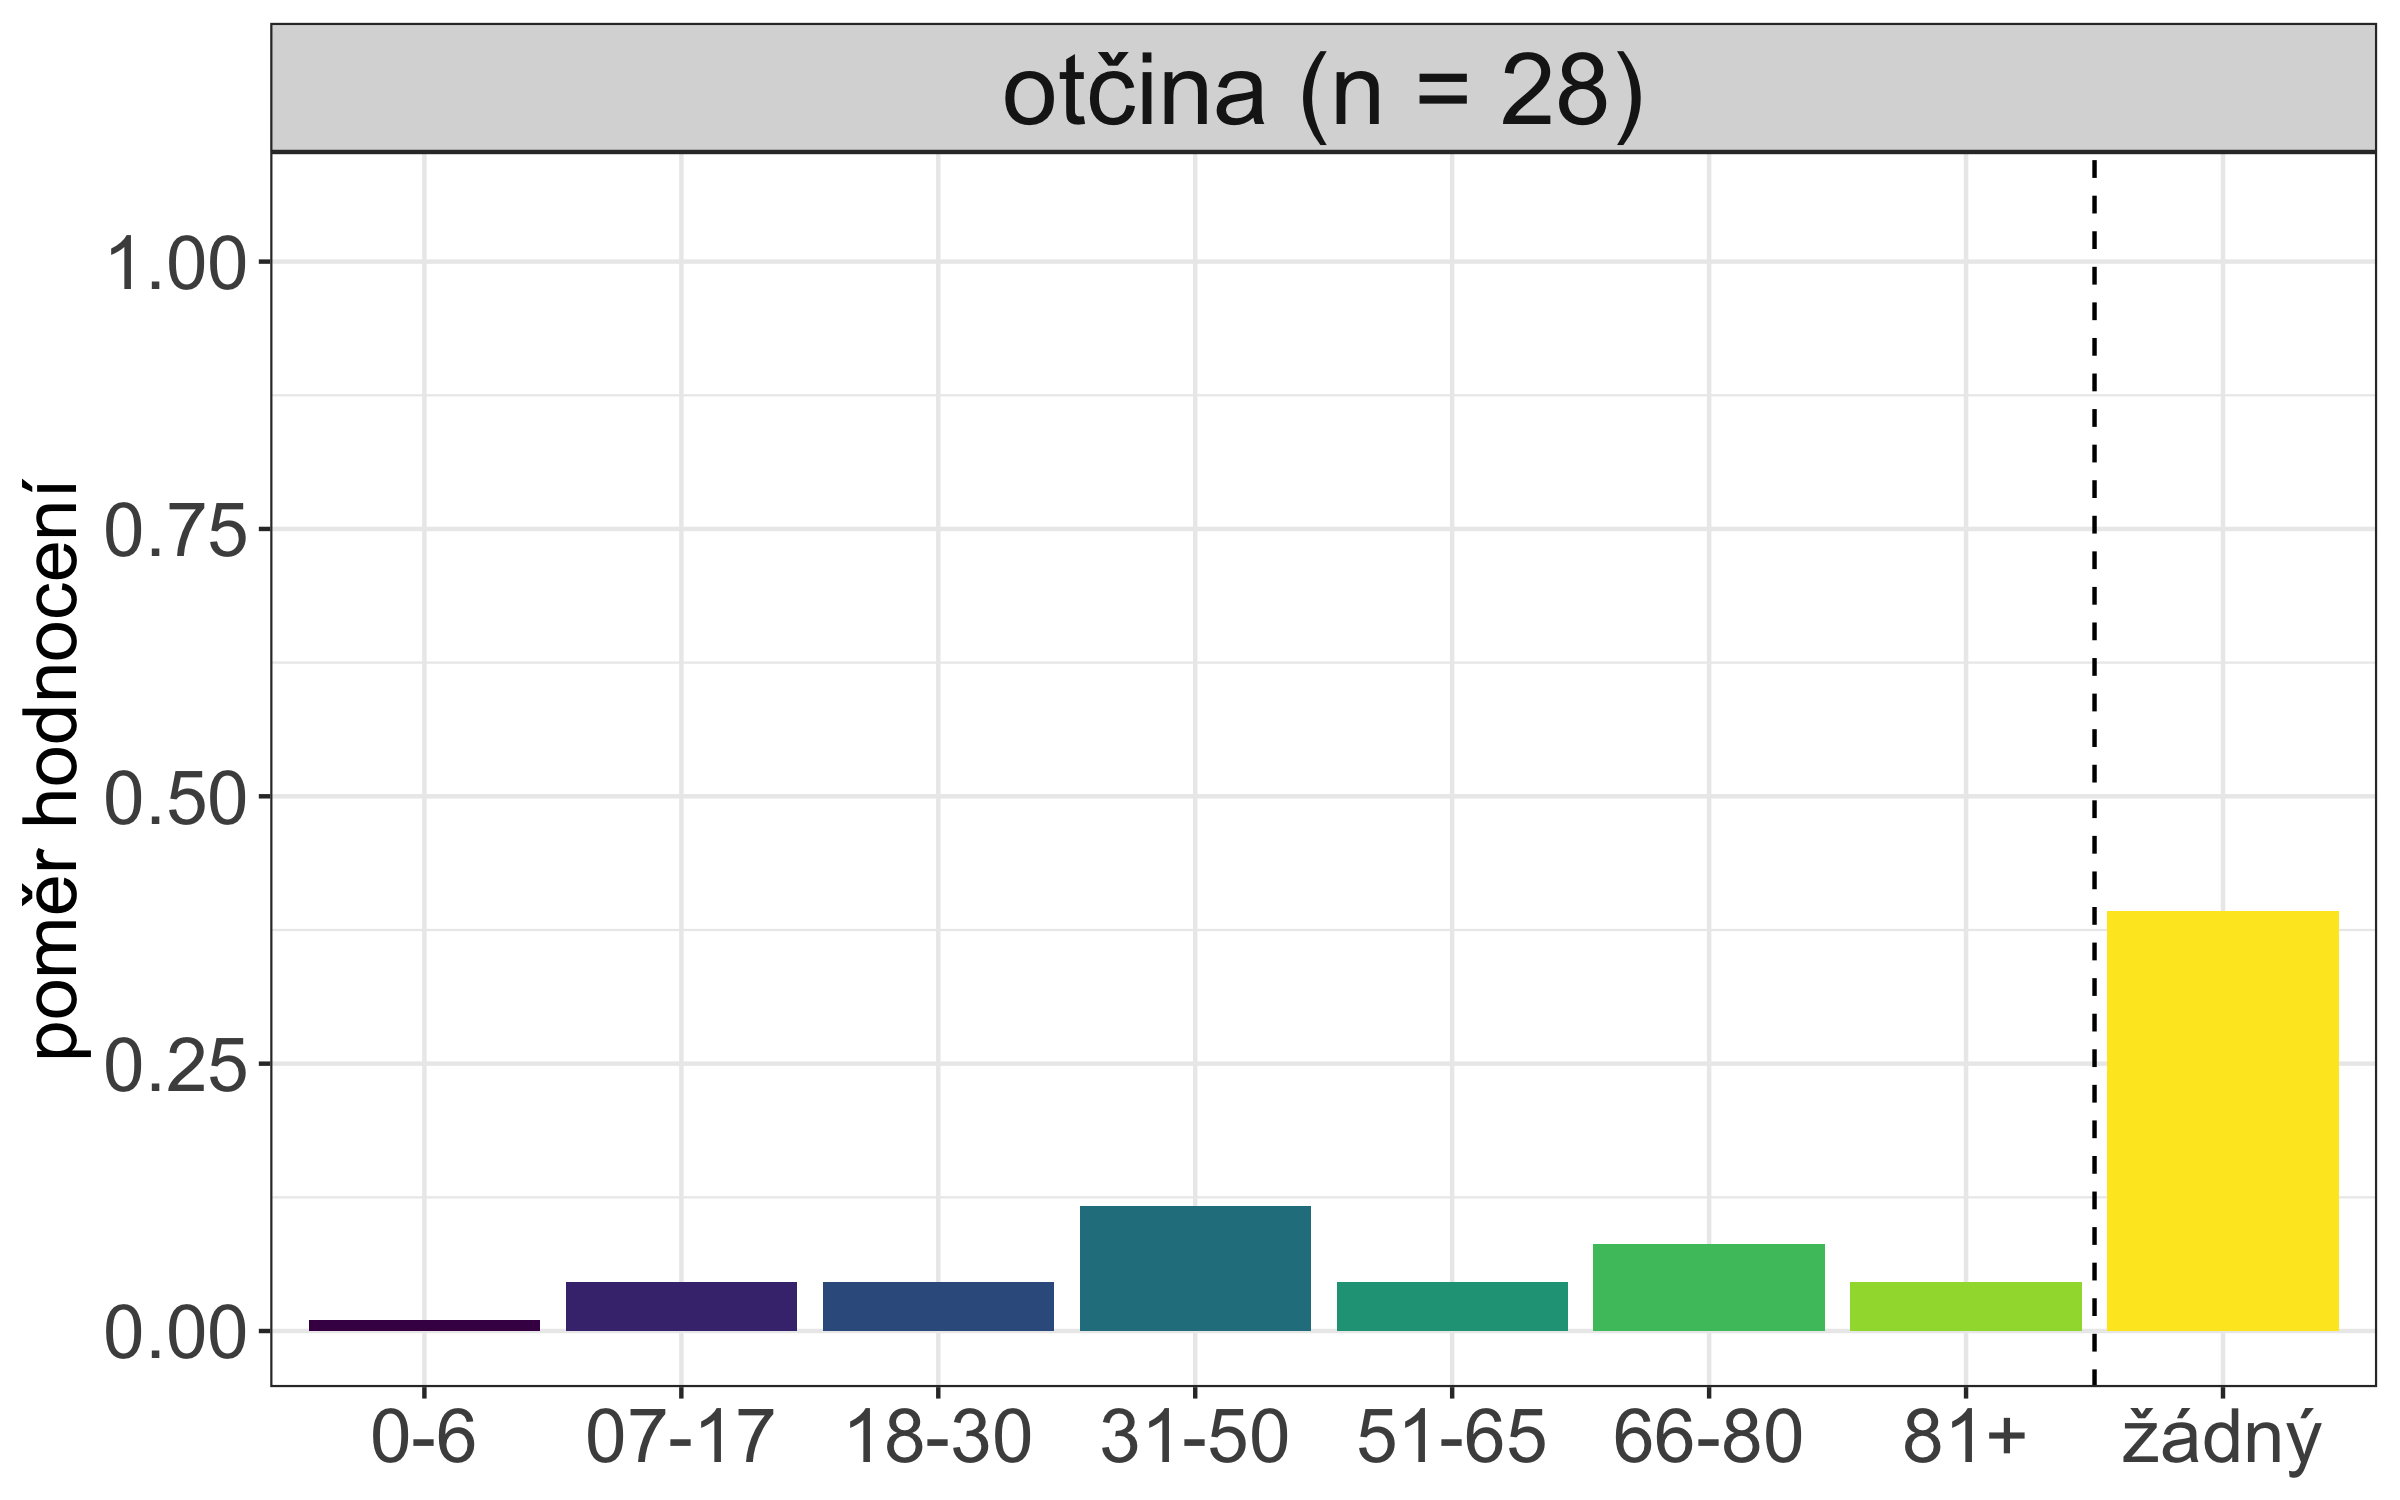 otčina (n = 28)
poměr hodnocení
1.00
0.75
0.50
0.25
0.00
0-6 07-17 18-30 31-50 51-65 66-80 81+ žádný